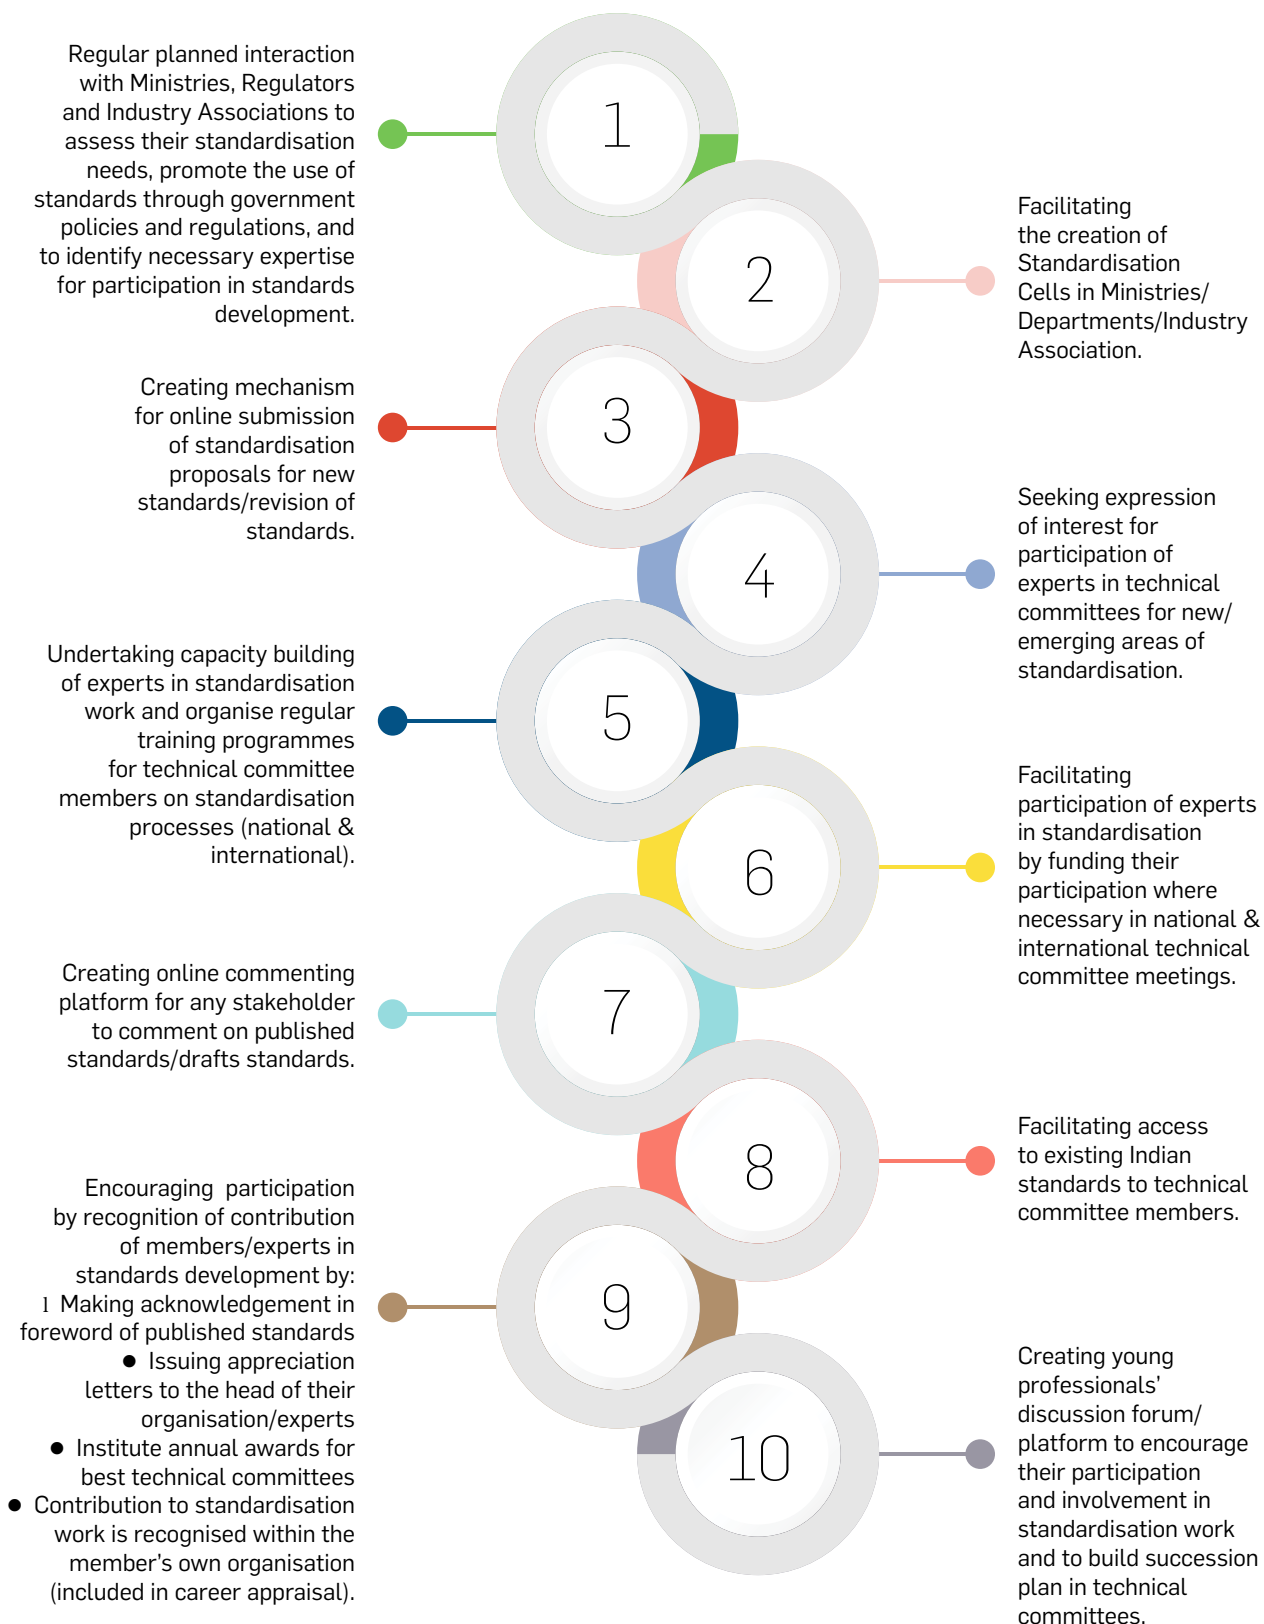 Regular planned interaction
with Ministries, Regulators
and Industry Associations to
assess their standardisation
needs, promote the use of
standards through government
policies and regulations, and
to identify necessary expertise
for participation in standards
development.
1
Facilitating
the creation of
Standardisation
Cells in Ministries/
Departments/Industry
Association.
2
Creating mechanism
for online submission
of standardisation
proposals for new
standards/revision of
standards.
3
Seeking expression
of interest for
participation of
experts in technical
committees for new/
emerging areas of
standardisation.
4
Undertaking capacity building
of experts in standardisation
work and organise regular
training programmes
for technical committee
members on standardisation
processes (national &
international).
5
Facilitating
participation of experts
in standardisation
by funding their
participation where
necessary in national &
international technical
committee meetings.
6
Creating online commenting
platform for any stakeholder
to comment on published
standards/drafts standards.
7
Facilitating access
to existing Indian
standards to technical
committee members.
8
Encouraging participation
by recognition of contribution
of members/experts in
standards development by:
l Making acknowledgement in
foreword of published standards
● Issuing appreciation
letters to the head of their
organisation/experts
● Institute annual awards for
best technical committees
● Contribution to standardisation
work is recognised within the
member's own organisation
(included in career appraisal).
9
Creating young
professionals'
discussion forum/
platform to encourage
their participation
and involvement in
standardisation work
and to build succession
plan in technical
committees.
10